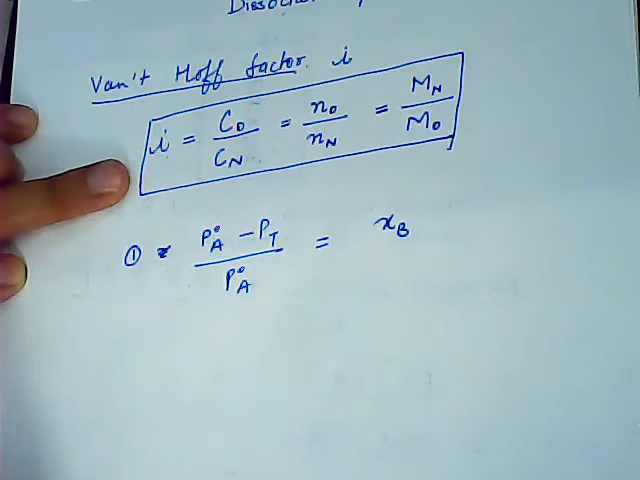 Van't Hoff factor i
i = C₀/C_N = n₀/n_N = M_N/M₀
① P°_A - P_T / P°_A = x_B